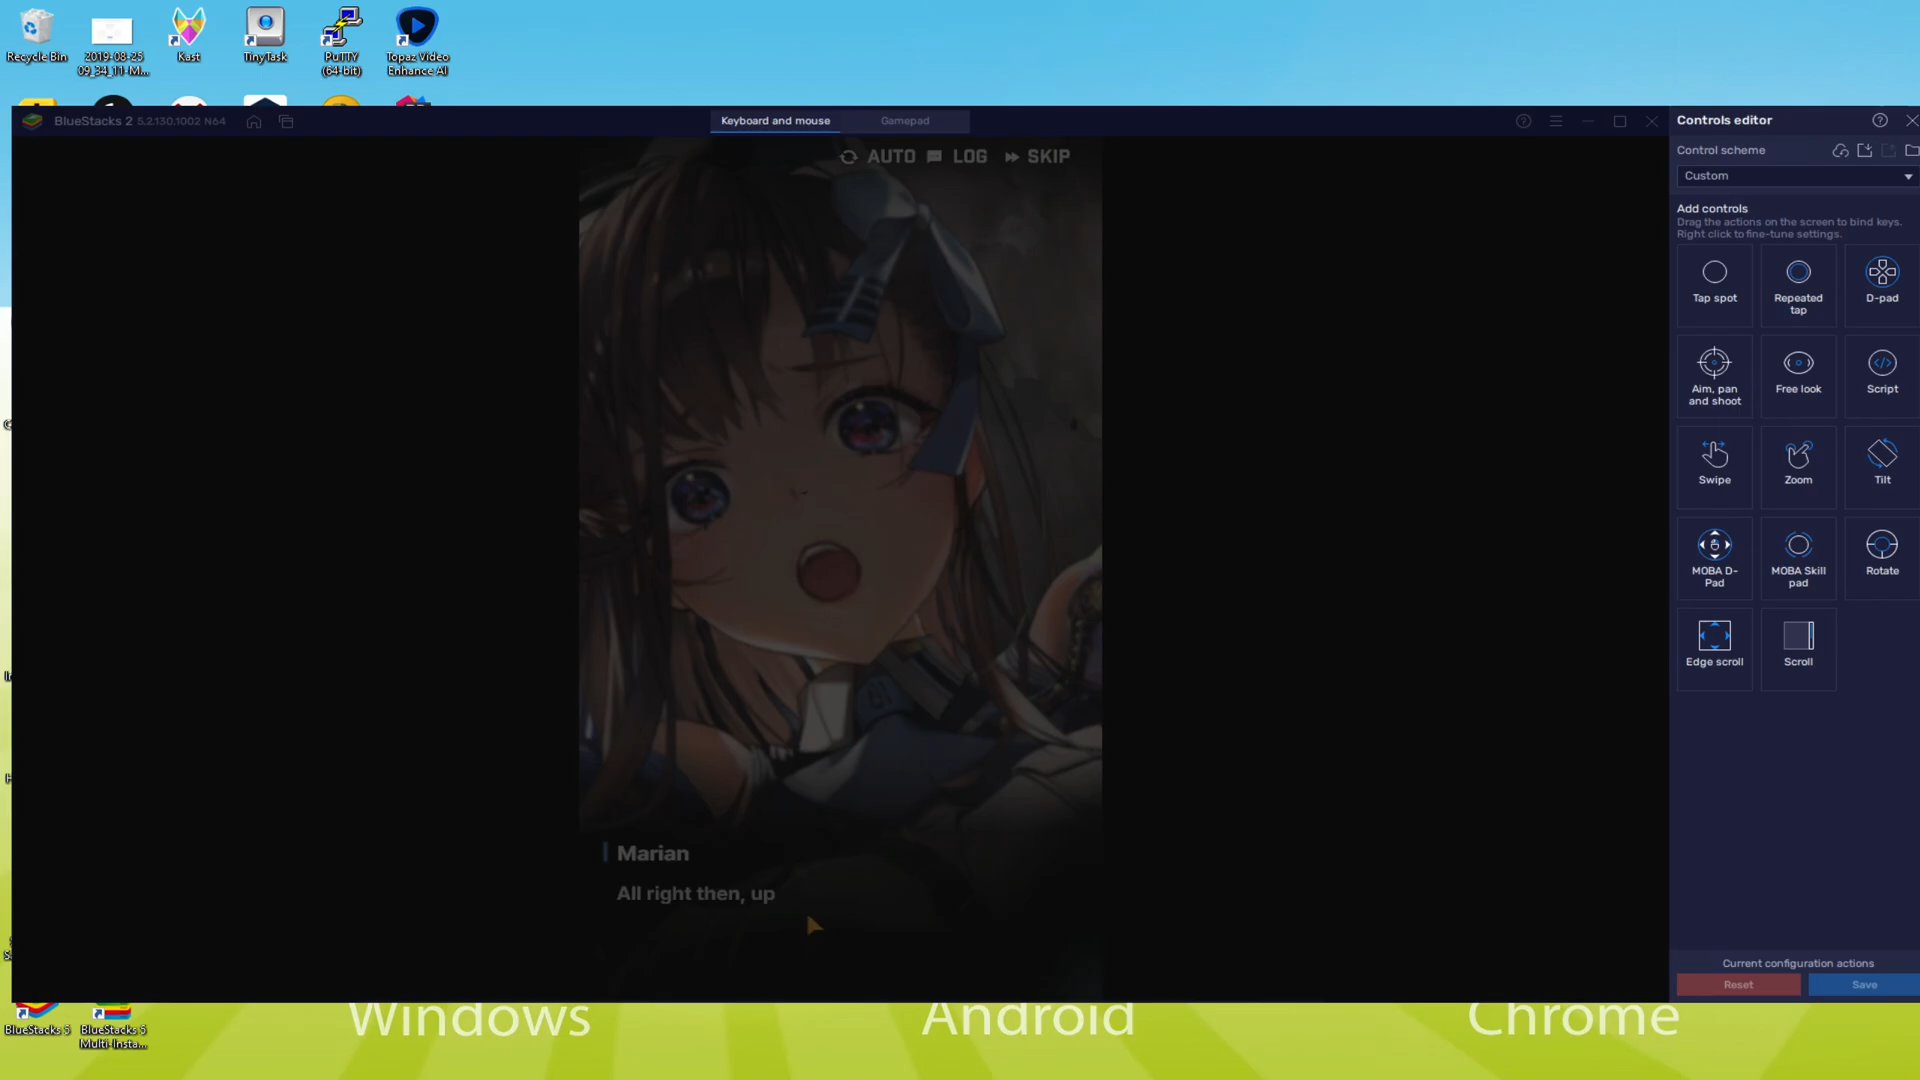 Recycle Bin
2019-08-25
09_34_11-M...
Kast
TinyTask
PuTTY
(64-bit)
Topaz Video
Enhance AI
BlueStacks 2 5.2.130.1002 N64
Keyboard and mouse
Gamepad
AUTO
LOG
SKIP
Marian
All right then, up
Controls editor
Control scheme
Custom
Add controls
Drag the actions on the screen to bind keys.
Right click to fine-tune settings.
Tap spot
Repeated
tap
D-pad
Aim, pan
and shoot
Free look
Script
Swipe
Zoom
Tilt
MOBA D-
Pad
MOBA Skill
pad
Rotate
Edge scroll
Scroll
Current configuration actions
Reset
Save
BlueStacks 5
BlueStacks 5
Multi-Insta...
Windows
Android
Chrome